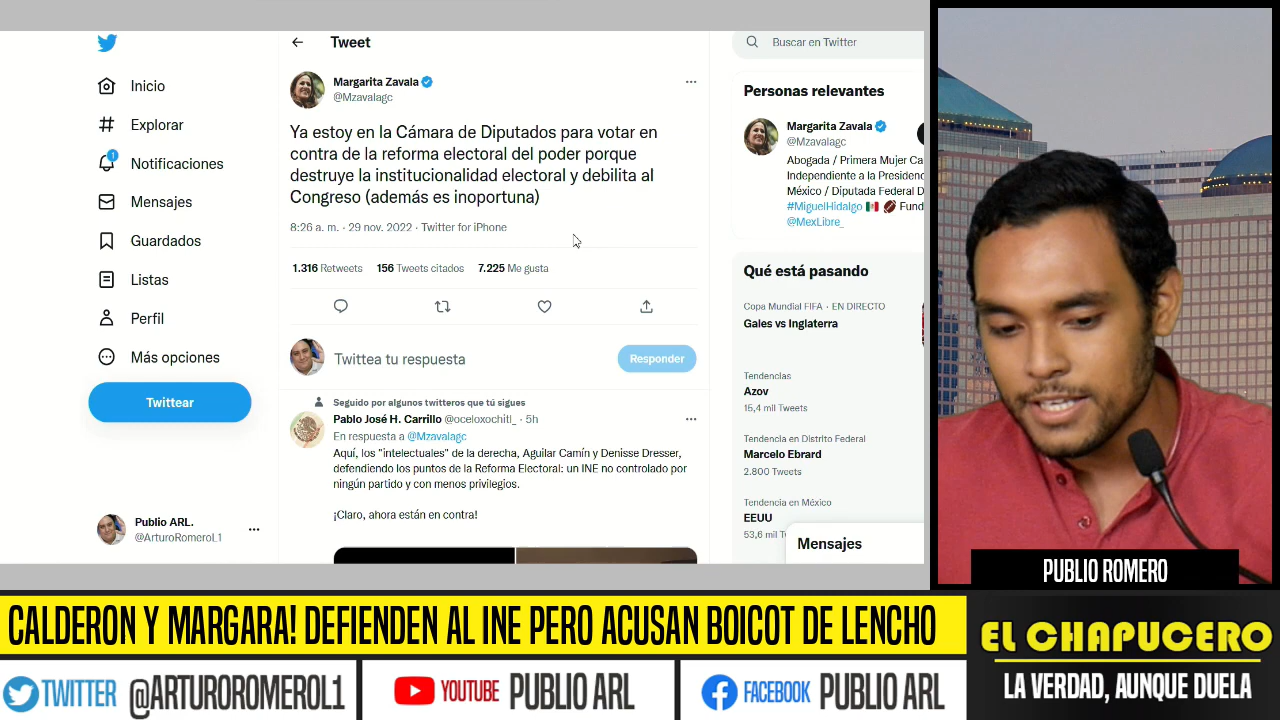 Tweet
Buscar en Twitter
Inicio
Explorar
1
Notificaciones
Mensajes
Guardados
Listas
Perfil
Más opciones
Twittear
Publio ARL.
@ArturoRomeroL1
Margarita Zavala
@Mzavalagc
Ya estoy en la Cámara de Diputados para votar en
contra de la reforma electoral del poder porque
destruye la institucionalidad electoral y debilita al
Congreso (además es inoportuna)
8:26 a. m. · 29 nov. 2022 · Twitter for iPhone
1.316 Retweets 156 Tweets citados 7.225 Me gusta
Twittea tu respuesta
Responder
Seguido por algunos twitteros que tú sigues
Pablo José H. Carrillo @oceloxochitl_ · 5h
En respuesta a @Mzavalagc
Aquí, los "intelectuales" de la derecha, Aguilar Camín y Denisse Dresser,
defendiendo los puntos de la Reforma Electoral: un INE no controlado por
ningún partido y con menos privilegios.
¡Claro, ahora están en contra!
Personas relevantes
Margarita Zavala
@Mzavalagc
Abogada / Primera Mujer Ca
Independiente a la Presidenc
México / Diputada Federal D
#MiguelHidalgo Fund
@MexLibre_
Qué está pasando
Copa Mundial FIFA · EN DIRECTO
Gales vs Inglaterra
Tendencias
Azov
15,4 mil Tweets
Tendencia en Distrito Federal
Marcelo Ebrard
2.800 Tweets
Tendencia en México
EEUU
53,6 mil T
Mensajes
PUBLIO ROMERO
CALDERON Y MARGARA! DEFIENDEN AL INE PERO ACUSAN BOICOT DE LENCHO
EL CHAPUCERO
LA VERDAD, AUNQUE DUELA
TWITTER @ARTUROROMEROL1
YOUTUBE PUBLIO ARL
FACEBOOK PUBLIO ARL